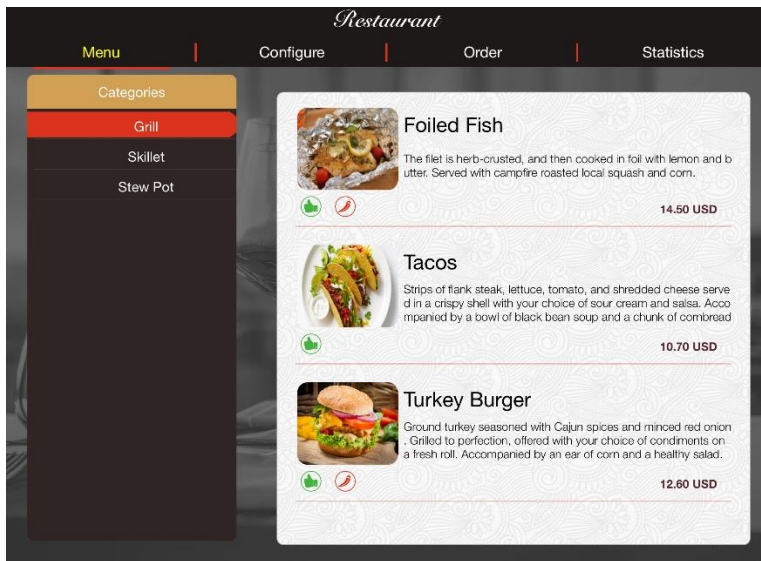 Restaurant
Menu
Configure
Order
Statistics
Categories
Grill
Skillet
Stew Pot
Foiled Fish
The filet is herb-crusted, and then cooked in foil with lemon and b
utter. Served with campfire roasted local squash and corn.
14.50 USD
Tacos
Strips of flank steak, lettuce, tomato, and shredded cheese serve
d in a crispy shell with your choice of sour cream and salsa. Acco
mpanied by a bowl of black bean soup and a chunk of cornbread
10.70 USD
Turkey Burger
Ground turkey seasoned with Cajun spices and minced red onion
. Grilled to perfection, offered with your choice of condiments on
a fresh roll. Accompanied by an ear of corn and a healthy salad.
12.60 USD